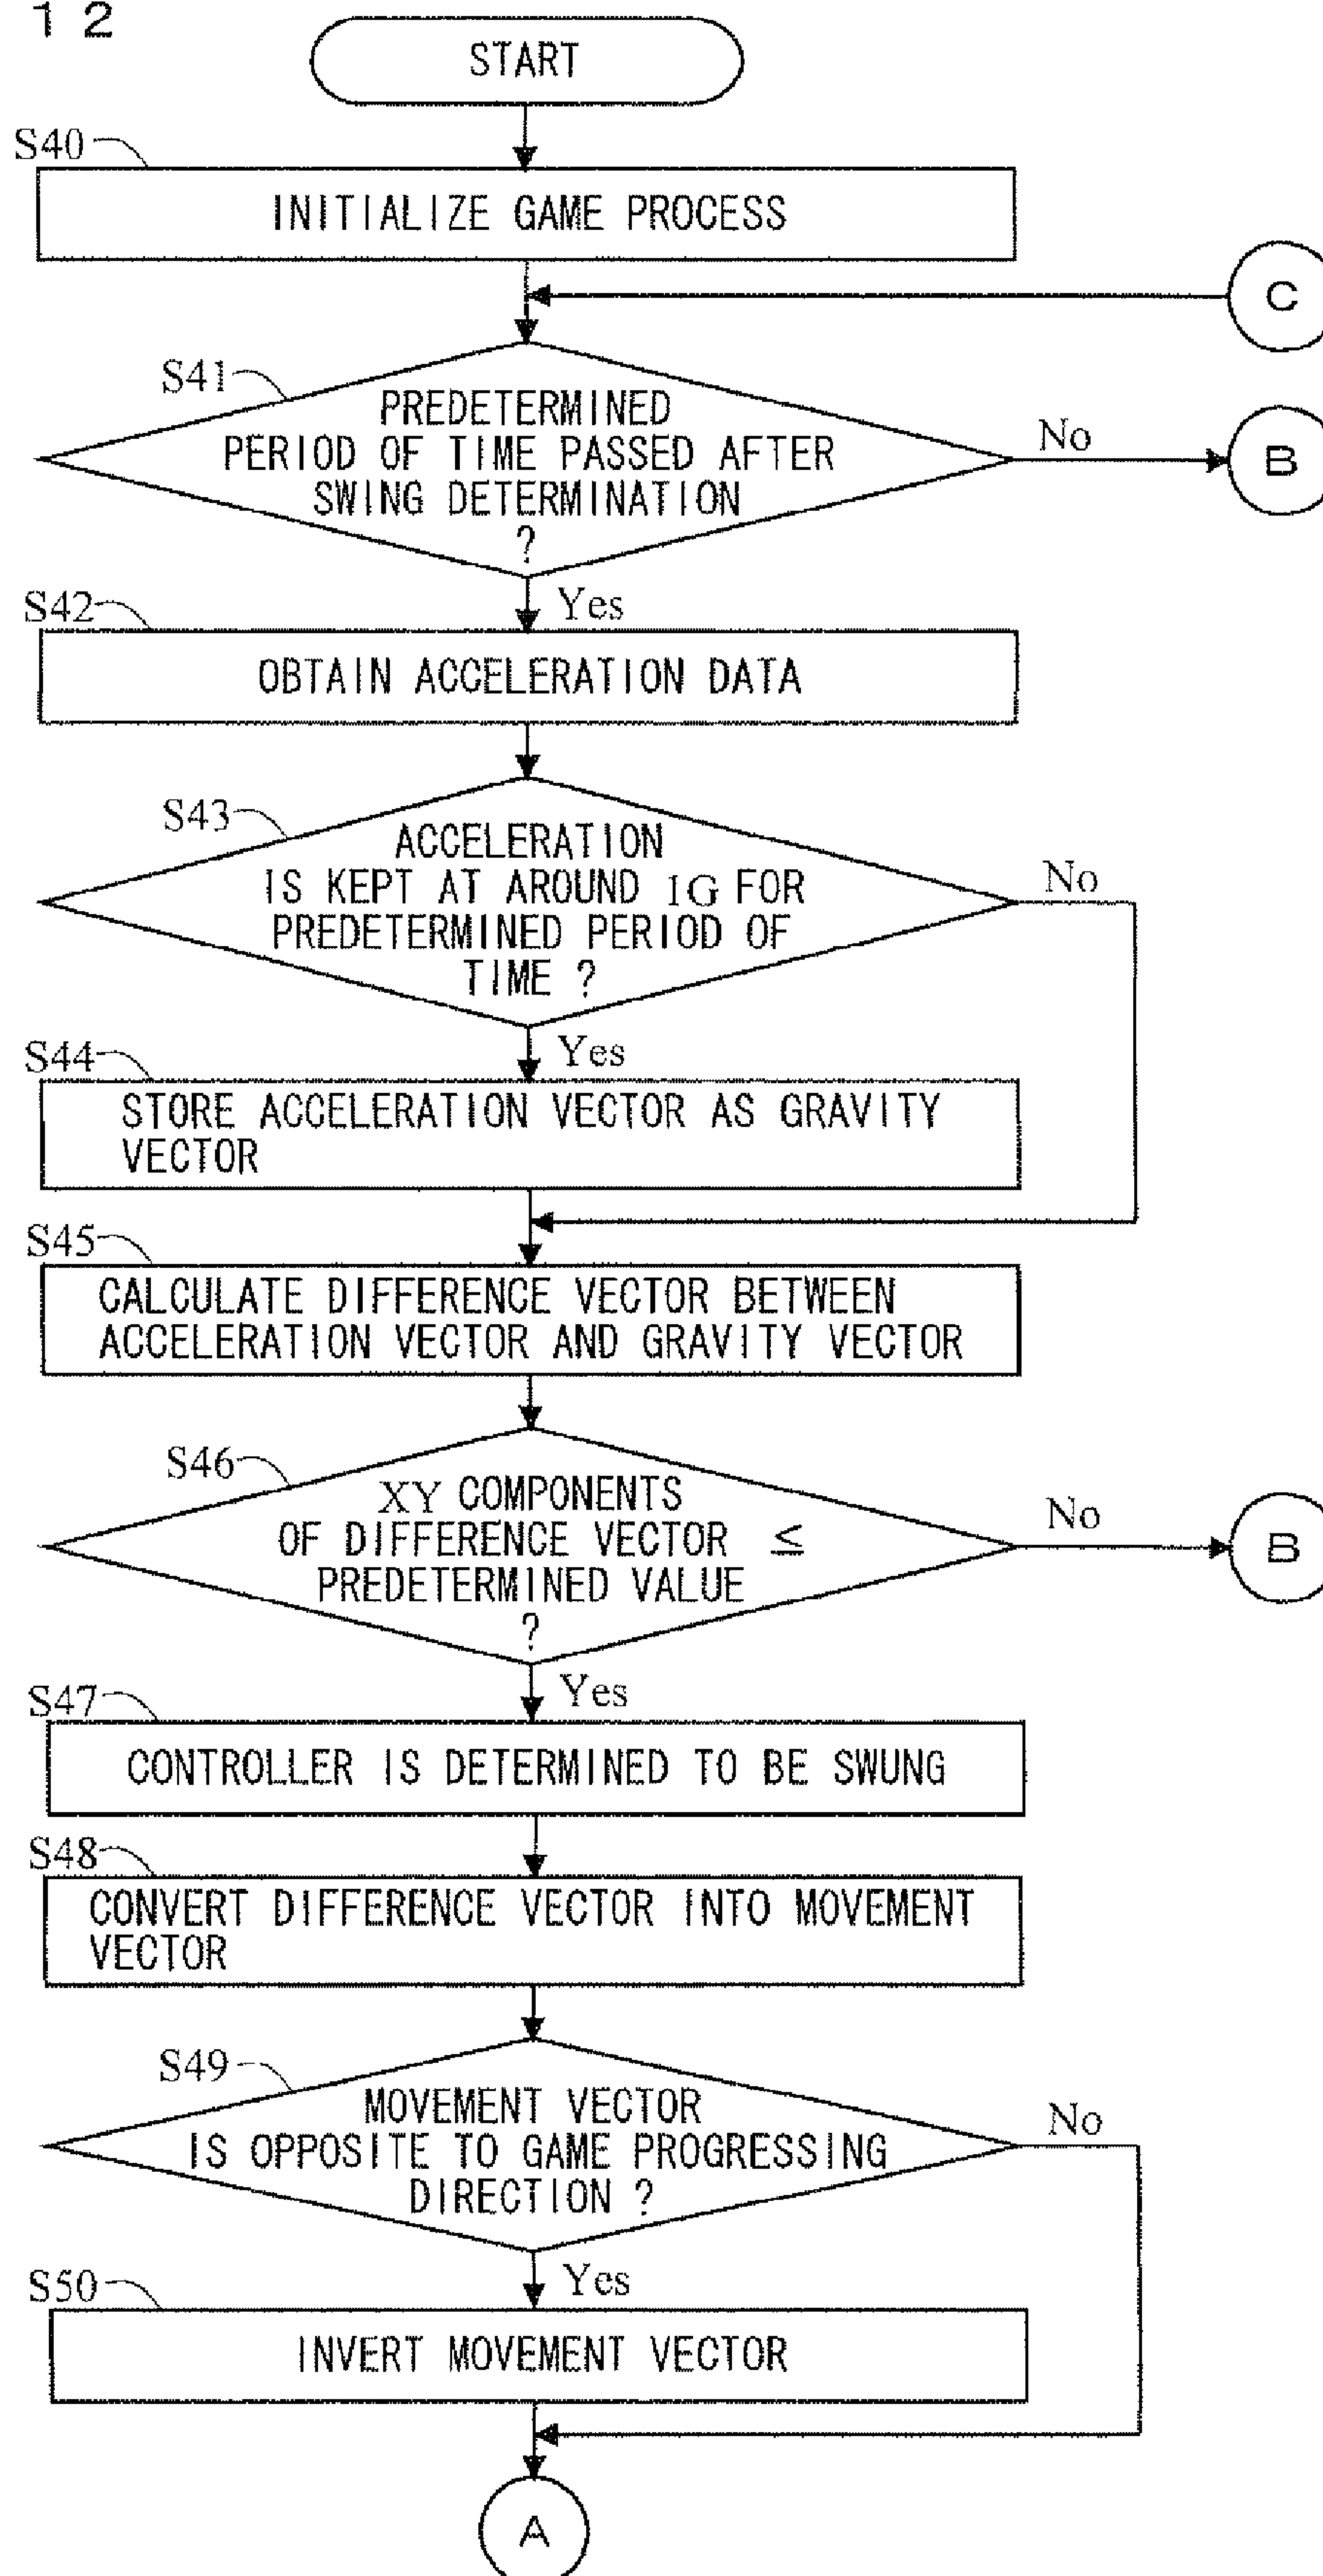 1 2
START
S40
INITIALIZE GAME PROCESS
C
S41
PREDETERMINED
PERIOD OF TIME PASSED AFTER
SWING DETERMINATION
?
No
B
Yes
S42
OBTAIN ACCELERATION DATA
S43
ACCELERATION
IS KEPT AT AROUND 1G FOR
PREDETERMINED PERIOD OF
TIME ?
No
Yes
S44
STORE ACCELERATION VECTOR AS GRAVITY
VECTOR
S45
CALCULATE DIFFERENCE VECTOR BETWEEN
ACCELERATION VECTOR AND GRAVITY VECTOR
S46
XY COMPONENTS
OF DIFFERENCE VECTOR ≦
PREDETERMINED VALUE
?
No
B
Yes
S47
CONTROLLER IS DETERMINED TO BE SWUNG
S48
CONVERT DIFFERENCE VECTOR INTO MOVEMENT
VECTOR
S49
MOVEMENT VECTOR
IS OPPOSITE TO GAME PROGRESSING
DIRECTION ?
No
Yes
S50
INVERT MOVEMENT VECTOR
A